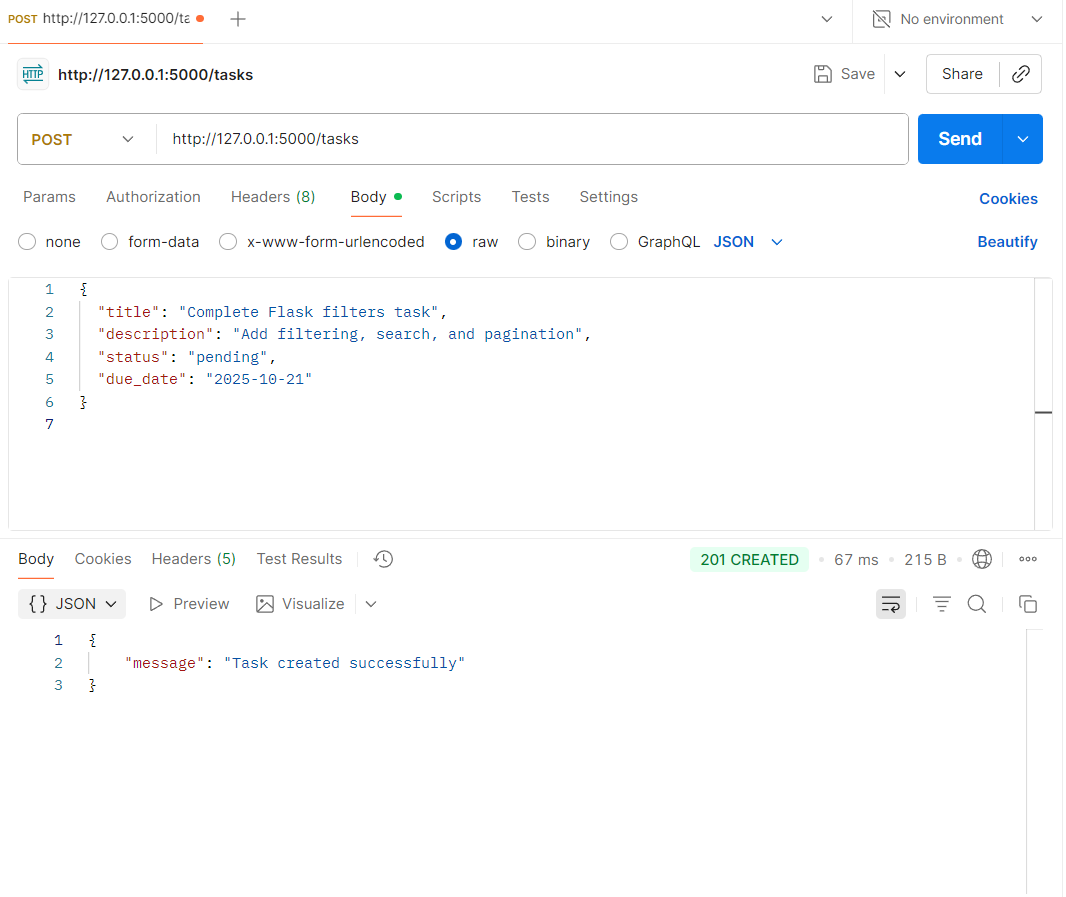 POST http://127.0.0.1:5000/ta
No environment
HTTP http://127.0.0.1:5000/tasks
Save
Share
POST
http://127.0.0.1:5000/tasks
Send
Params Authorization Headers (8) Body Scripts Tests Settings Cookies
none form-data x-www-form-urlencoded raw binary GraphQL JSON Beautify
1 {
2 "title": "Complete Flask filters task",
3 "description": "Add filtering, search, and pagination",
4 "status": "pending",
5 "due_date": "2025-10-21"
6 }
7
Body Cookies Headers (5) Test Results 201 CREATED • 67 ms • 215 B •
{} JSON Preview Visualize
1 {
2 "message": "Task created successfully"
3 }